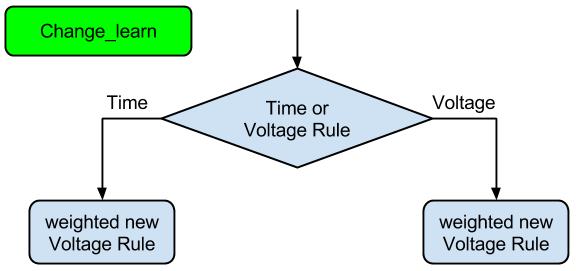 Change_learn
Time or
Voltage Rule
Time
Voltage
weighted new
Voltage Rule
weighted new
Voltage Rule